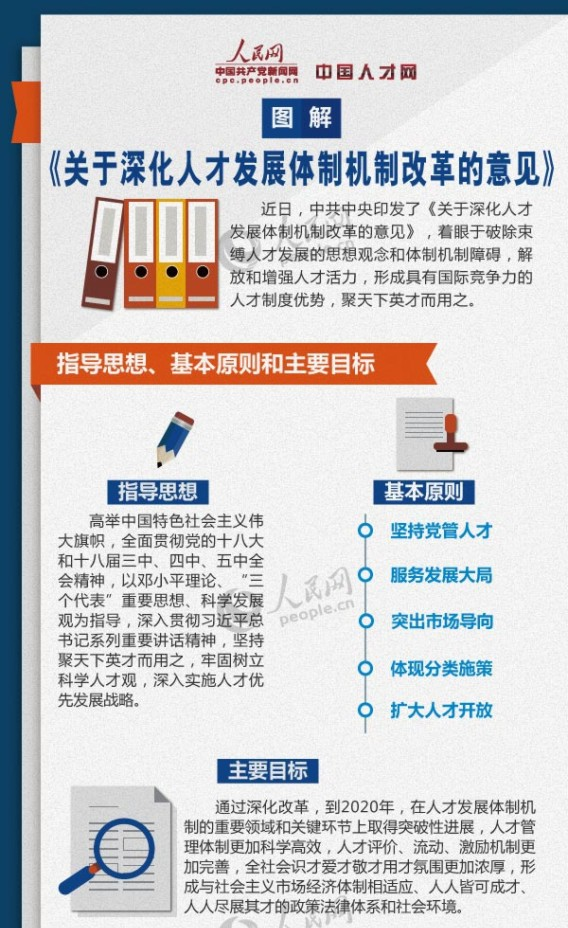 人民网
中国共产党新闻网
cpc.people.cn
中国人才网
图解
《关于深化人才发展体制机制改革的意见》
近日，中共中央印发了《关于深化人才
发展体制机制改革的意见》，着眼于破除束
缚人才发展的思想观念和体制机制障碍，解
放和增强人才活力，形成具有国际竞争力的
人才制度优势，聚天下英才而用之。
指导思想、基本原则和主要目标
指导思想
高举中国特色社会主义伟
大旗帜，全面贯彻党的十八大
和十八届三中、四中、五中全
会精神，以邓小平理论、“三
个代表”重要思想、科学发展
观为指导，深入贯彻习近平总
书记系列重要讲话精神，坚持
聚天下英才而用之，牢固树立
科学人才观，深入实施人才优
先发展战略。
基本原则
坚持党管人才
服务发展大局
突出市场导向
体现分类施策
扩大人才开放
人民网
people.cn
主要目标
通过深化改革，到2020年，在人才发展体制机
制的重要领域和关键环节上取得突破性进展，人才管
理体制更加科学高效，人才评价、流动、激励机制更
加完善，全社会识才爱才敬才用才氛围更加浓厚，形
成与社会主义市场经济体制相适应、人人皆可成才、
人人尽展其才的政策法律体系和社会环境。